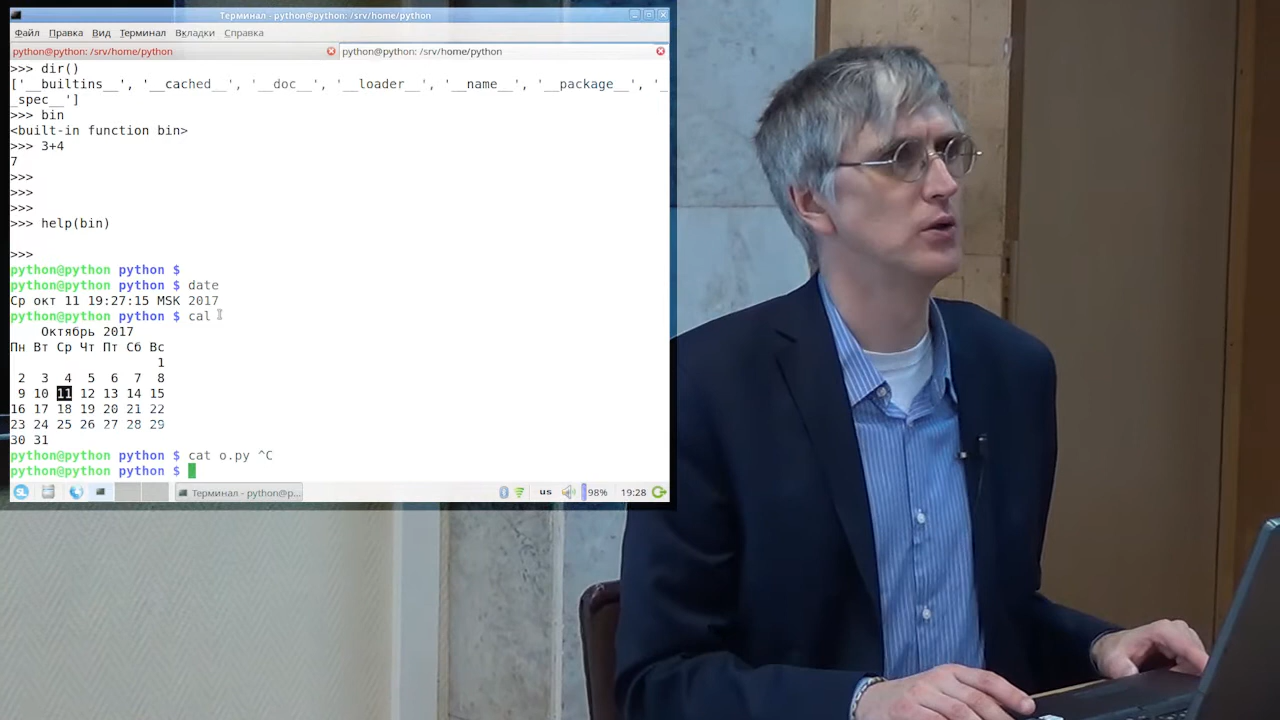 Терминал - python@python: /srv/home/python
Файл Правка Вид Терминал Вкладки Справка
python@python: /srv/home/python python@python: /srv/home/python
>>> dir()
['__builtins__', '__cached__', '__doc__', '__loader__', '__name__', '__package__', '_
_spec__']
>>> bin
<built-in function bin>
>>> 3+4
7
>>>
>>>
>>>
>>> help(bin)
>>>
python@python python $
python@python python $ date
Ср окт 11 19:27:15 MSK 2017
python@python python $ cal
Октябрь 2017
Пн Вт Ср Чт Пт Сб Вс
1
2 3 4 5 6 7 8
9 10 11 12 13 14 15
16 17 18 19 20 21 22
23 24 25 26 27 28 29
30 31
python@python python $ cat o.py ^C
python@python python $
SL Терминал - python@p... us 98% 19:28